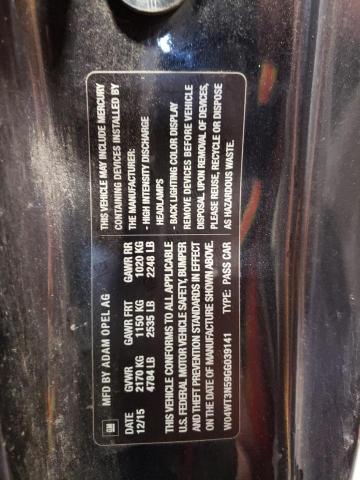 GM
MFD BY ADAM OPEL AG
DATE GVWR GAWR FRT GAWR RR
12/15 2170 KG 1150 KG 1020 KG
4784 LB 2535 LB 2248 LB
THIS VEHICLE CONFORMS TO ALL APPLICABLE
U.S. FEDERAL MOTOR VEHICLE SAFETY, BUMPER
AND THEFT PREVENTION STANDARDS IN EFFECT
ON THE DATE OF MANUFACTURE SHOWN ABOVE.
W04WT3N59GG039141 TYPE: PASS CAR
THIS VEHICLE MAY INCLUDE MERCURY
CONTAINING DEVICES INSTALLED BY
THE MANUFACTURER:
- HIGH INTENSITY DISCHARGE
HEADLAMPS
- BACK LIGHTING COLOR DISPLAY
REMOVE DEVICES BEFORE VEHICLE
DISPOSAL. UPON REMOVAL OF DEVICES,
PLEASE REUSE, RECYCLE OR DISPOSE
AS HAZARDOUS WASTE.